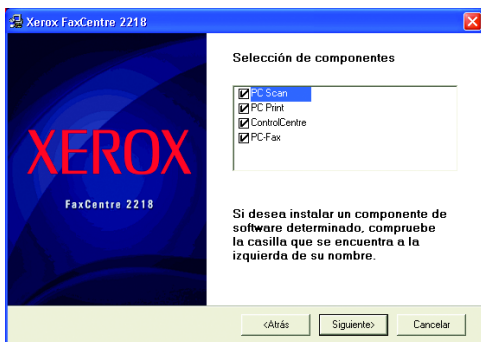 Xerox FaxCentre 2218
Selección de componentes
PC Scan
PC Print
ControlCentre
PC-Fax
XEROX
FaxCentre 2218
Si desea instalar un componente de
software determinado, compruebe
la casilla que se encuentra a la
izquierda de su nombre.
<Atrás Siguiente> Cancelar